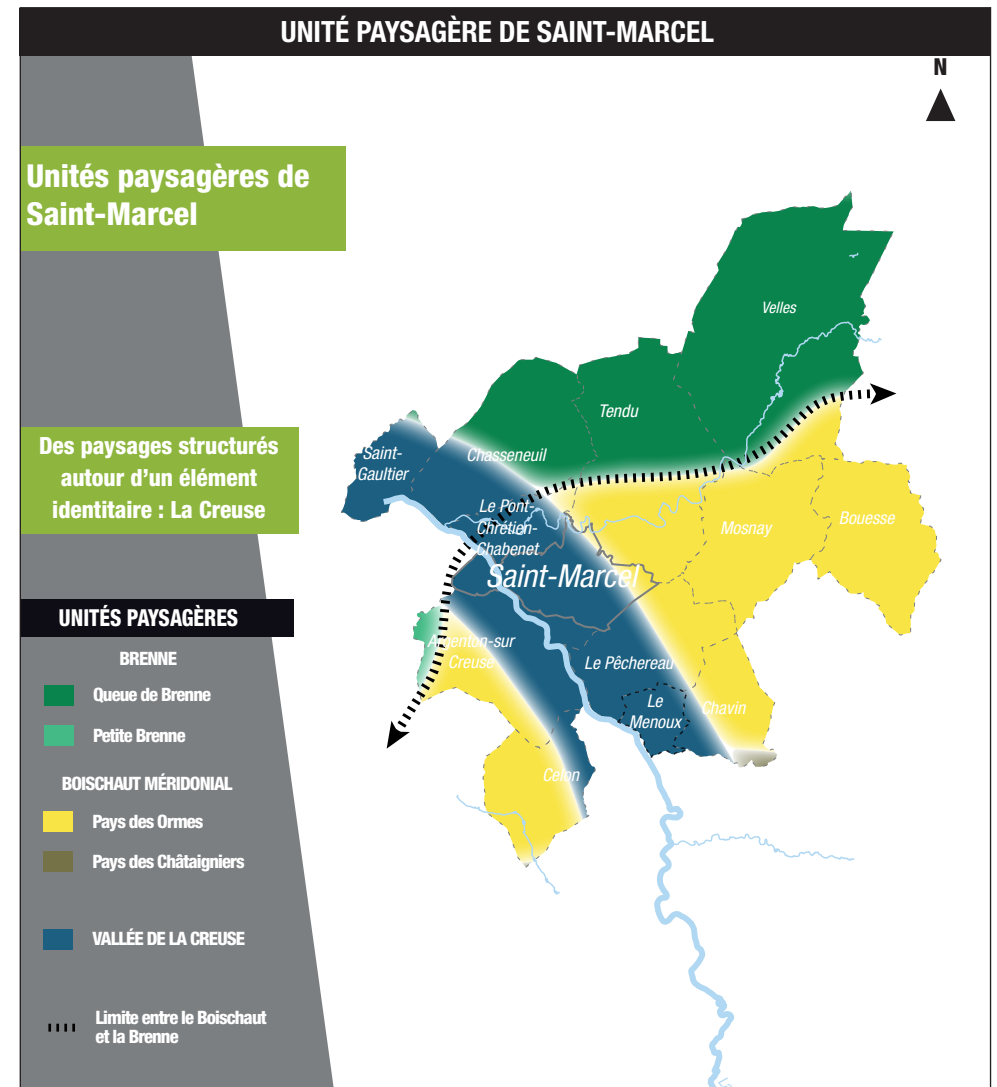 UNITÉ PAYSAGÈRE DE SAINT-MARCEL
N
Unités paysagères de
Saint-Marcel
Des paysages structurés
autour d'un élément
identitaire : La Creuse
UNITÉS PAYSAGÈRES
BRENNE
Queue de Brenne
Petite Brenne
BOISCHAUT MÉRIDONIAL
Pays des Ormes
Pays des Châtaigniers
VALLÉE DE LA CREUSE
Limite entre le Boischaut
et la Brenne
Velles
Tendu
Chasseneuil
Saint-
Gaultier
Le Pont-
Chrétien-
Chabenet
Mosnay
Bouesse
Saint-Marcel
Argenton-sur
Creuse
Le Pêchereau
Le
Menoux
Chavin
Celon